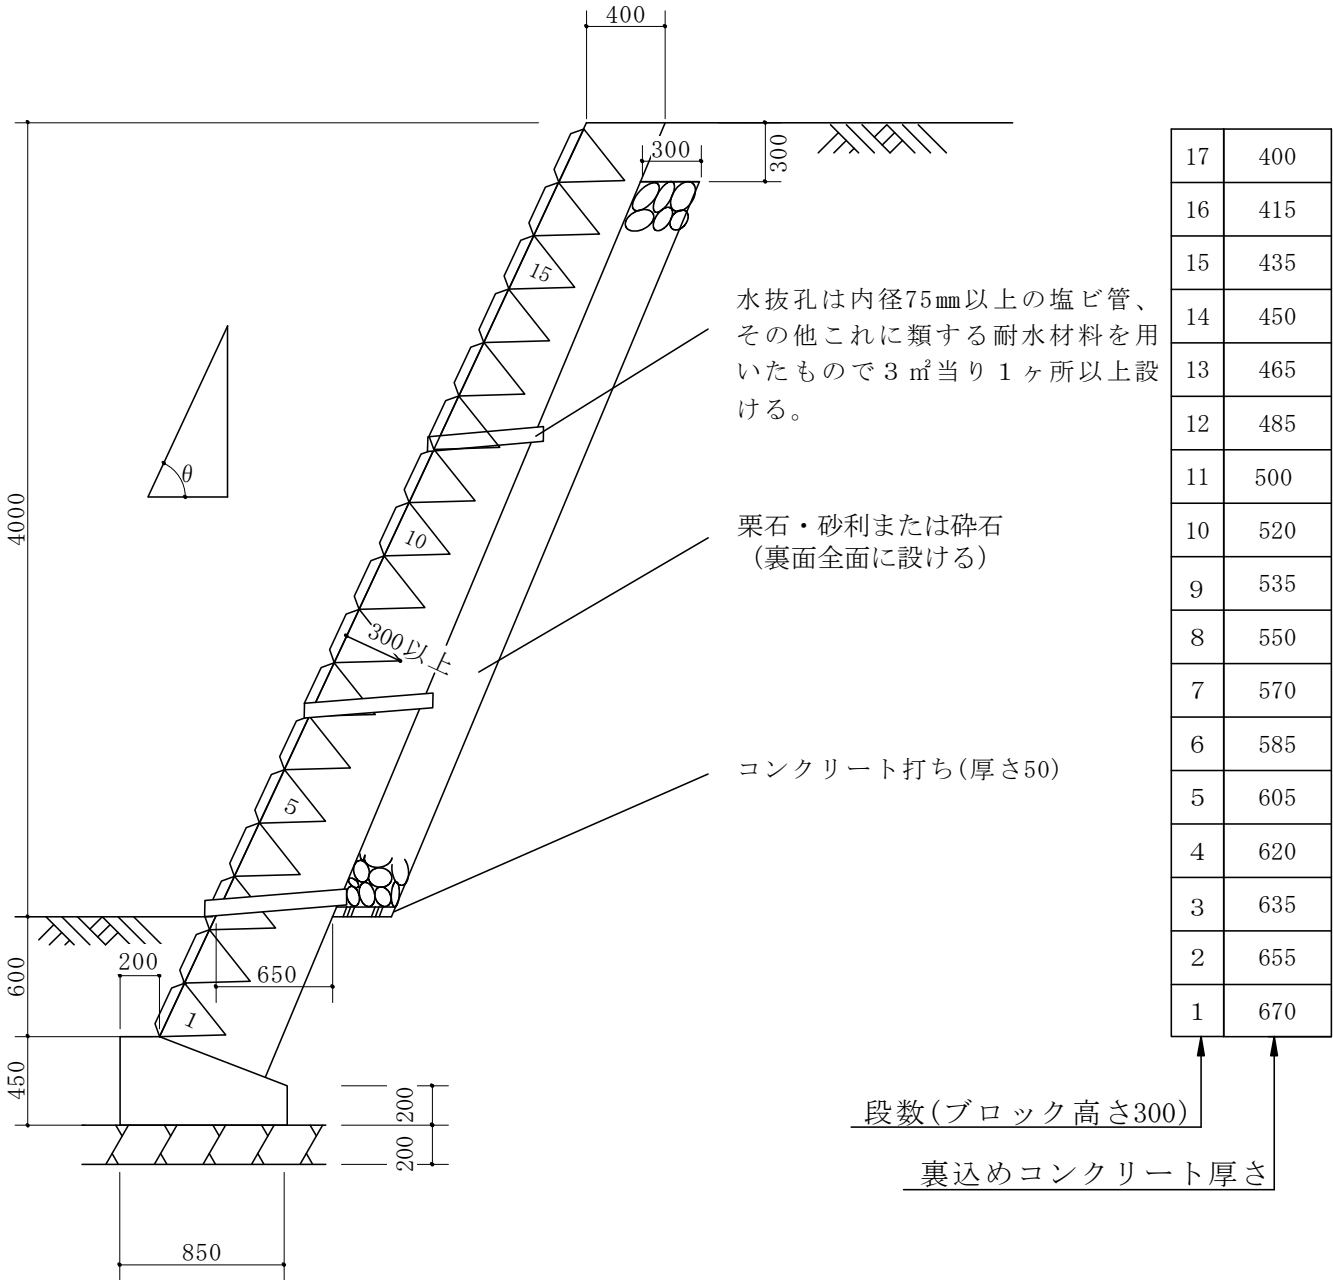 400
300
300
4000
θ
15
10
300以上
5
1
水抜孔は内径75㎜以上の塩ビ管、
その他これに類する耐水材料を用
いたもので３㎡当り１ヶ所以上設
ける。
栗石・砂利または砕石
（裏面全面に設ける）
コンクリート打ち(厚さ50)
600
200
650
450
200
200
850
17 400
16 415
15 435
14 450
13 465
12 485
11 500
10 520
9 535
8 550
7 570
6 585
5 605
4 620
3 635
2 655
1 670
段数(ブロック高さ300)
裏込めコンクリート厚さ